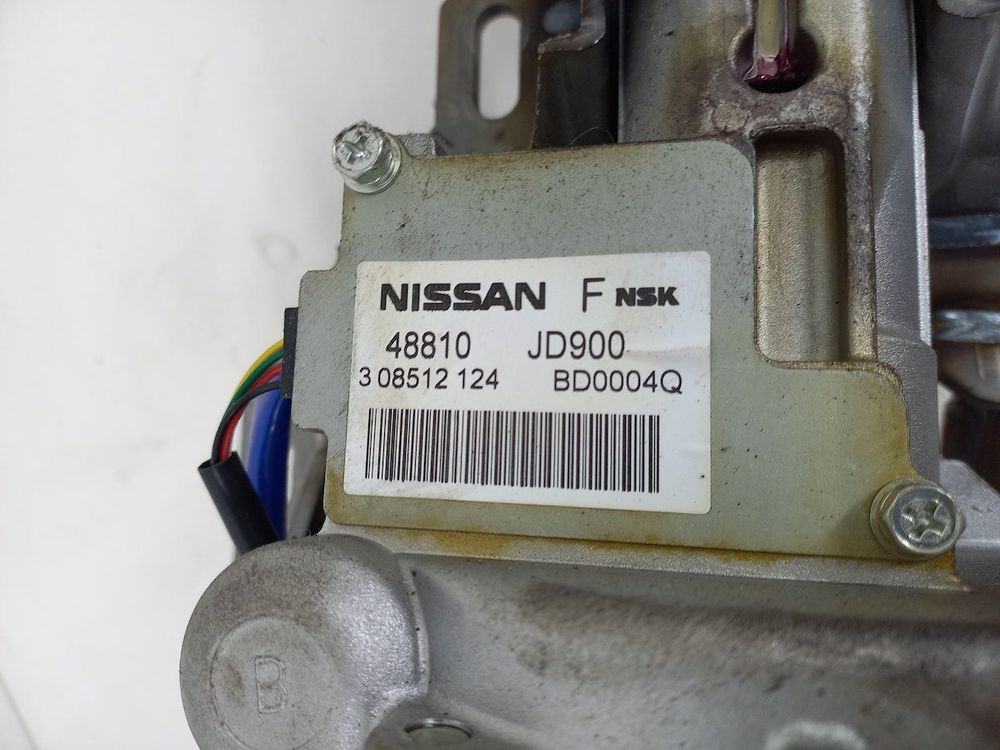 NISSAN F NSK
48810 JD900
3 08512 124 BD0004Q
B